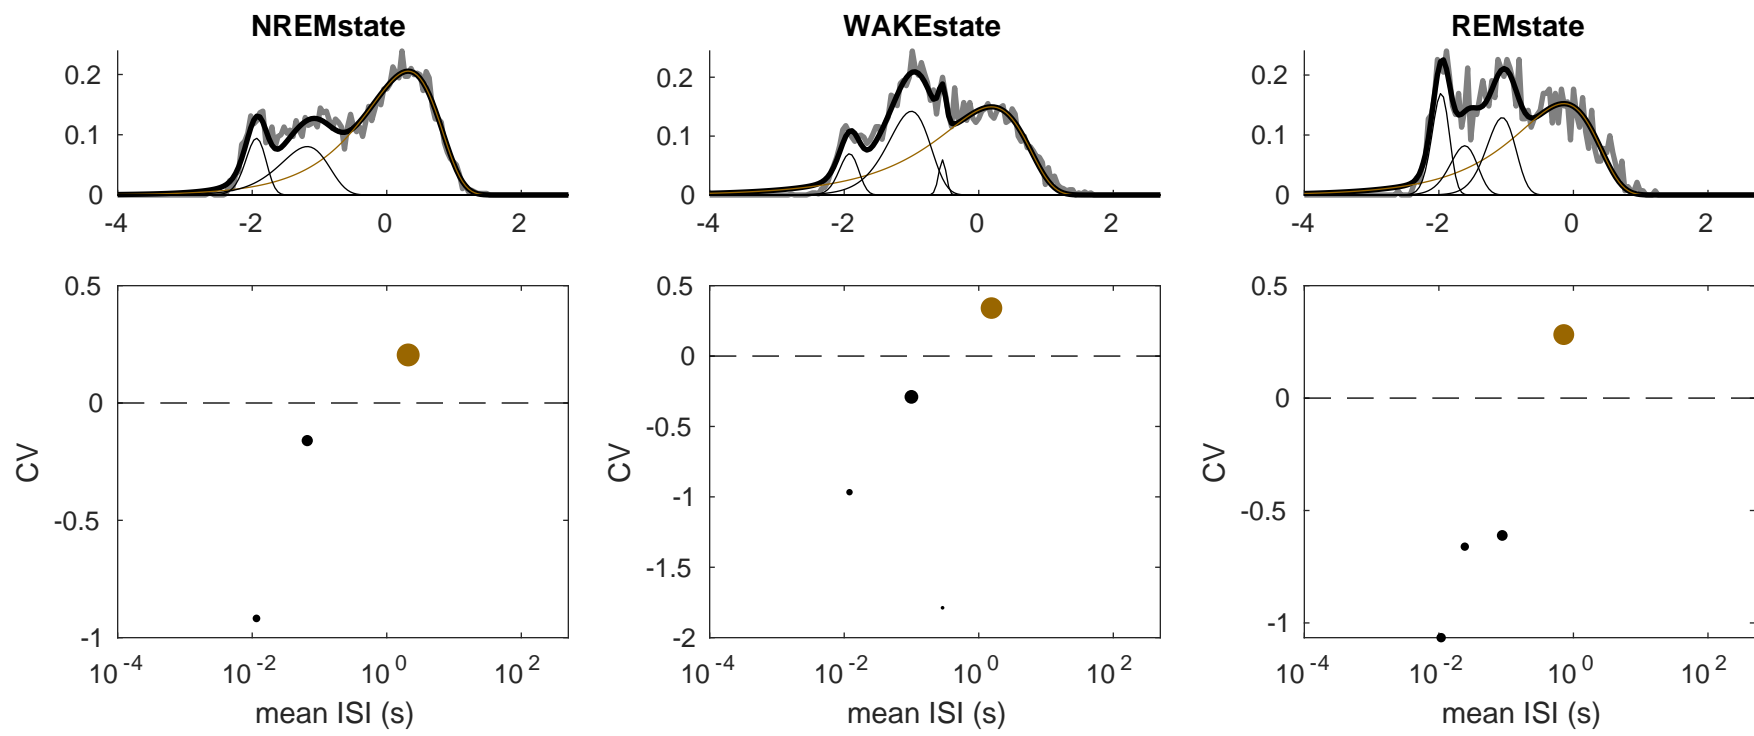 NREMstate WAKEstate REMstate
0.2 0.2 0.2
0.1 0.1 0.1
0 0 0
-4 -2 0 2 -4 -2 0 2 -4 -2 0 2
0.5 0.5 0.5
0 0 0
-0.5 -0.5 -0.5
-1 -1 -1
-1.5
-2
CV CV CV
10^-4 10^-2 10^0 10^2 10^-4 10^-2 10^0 10^2 10^-4 10^-2 10^0 10^2
mean ISI (s) mean ISI (s) mean ISI (s)